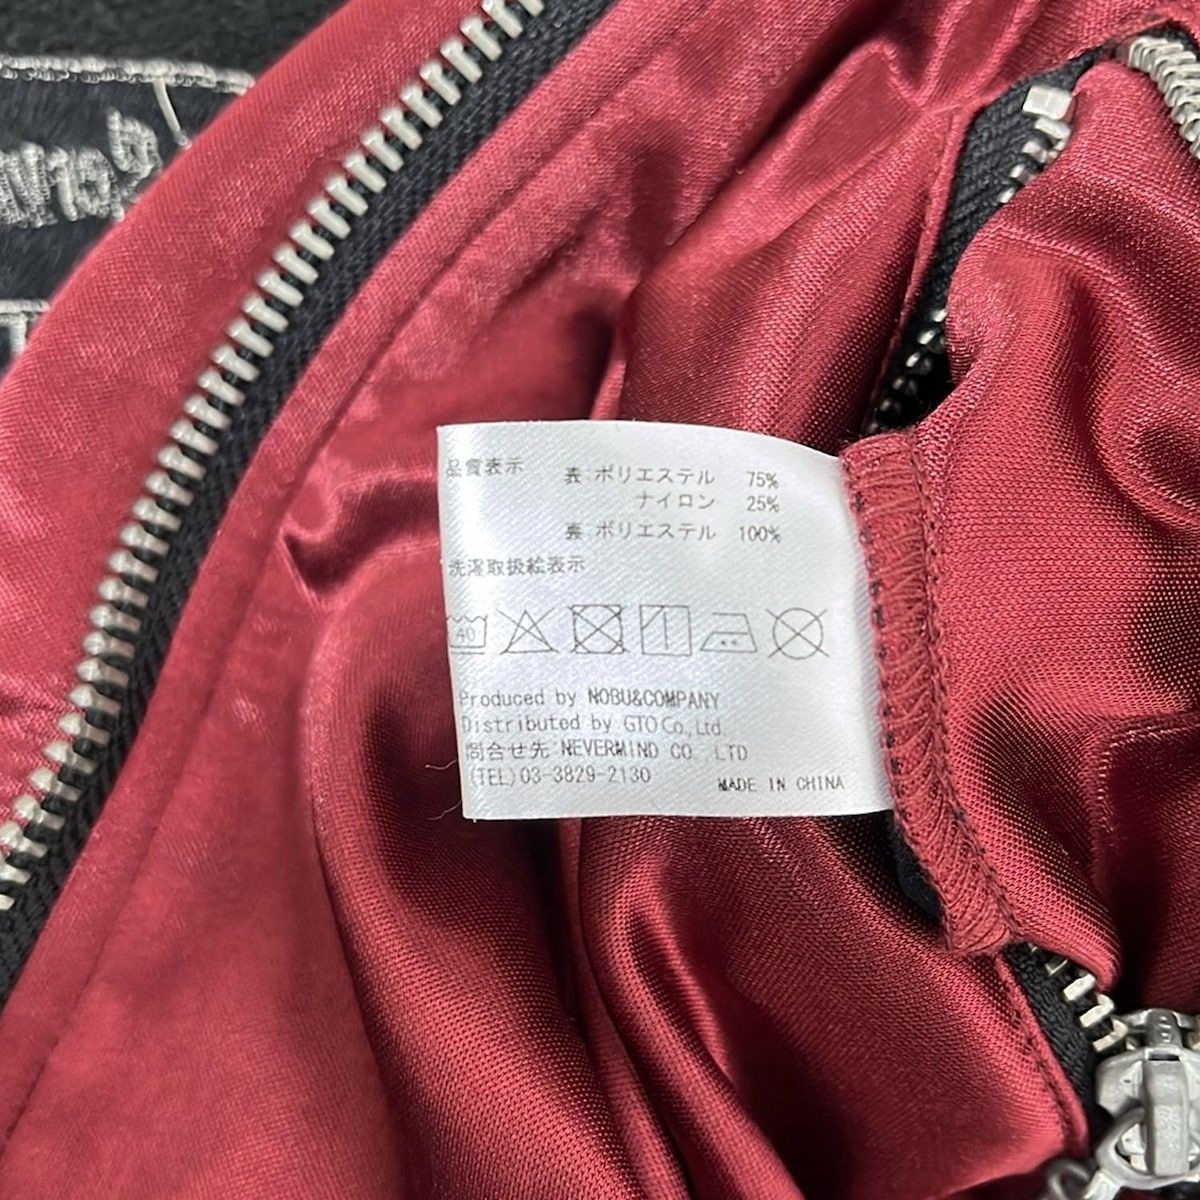 品質表示
表:ポリエステル 75%
ナイロン 25%
裏:ポリエステル 100%
洗濯取扱絵表示
40
Produced by NOBU&COMPANY
Distributed by GTO Co.,Ltd.
問合せ先:NEVERMIND CO. LTD
(TEL)03-3829-2130
MADE IN CHINA